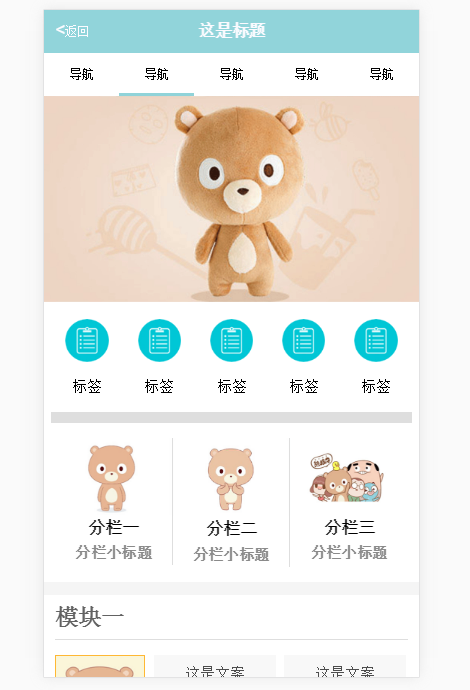 <返回 这是标题
导航 导航 导航 导航 导航
标签 标签 标签 标签 标签
分栏一 分栏二 分栏三
分栏小标题 分栏小标题 分栏小标题
模块一
这是文案 这是文案